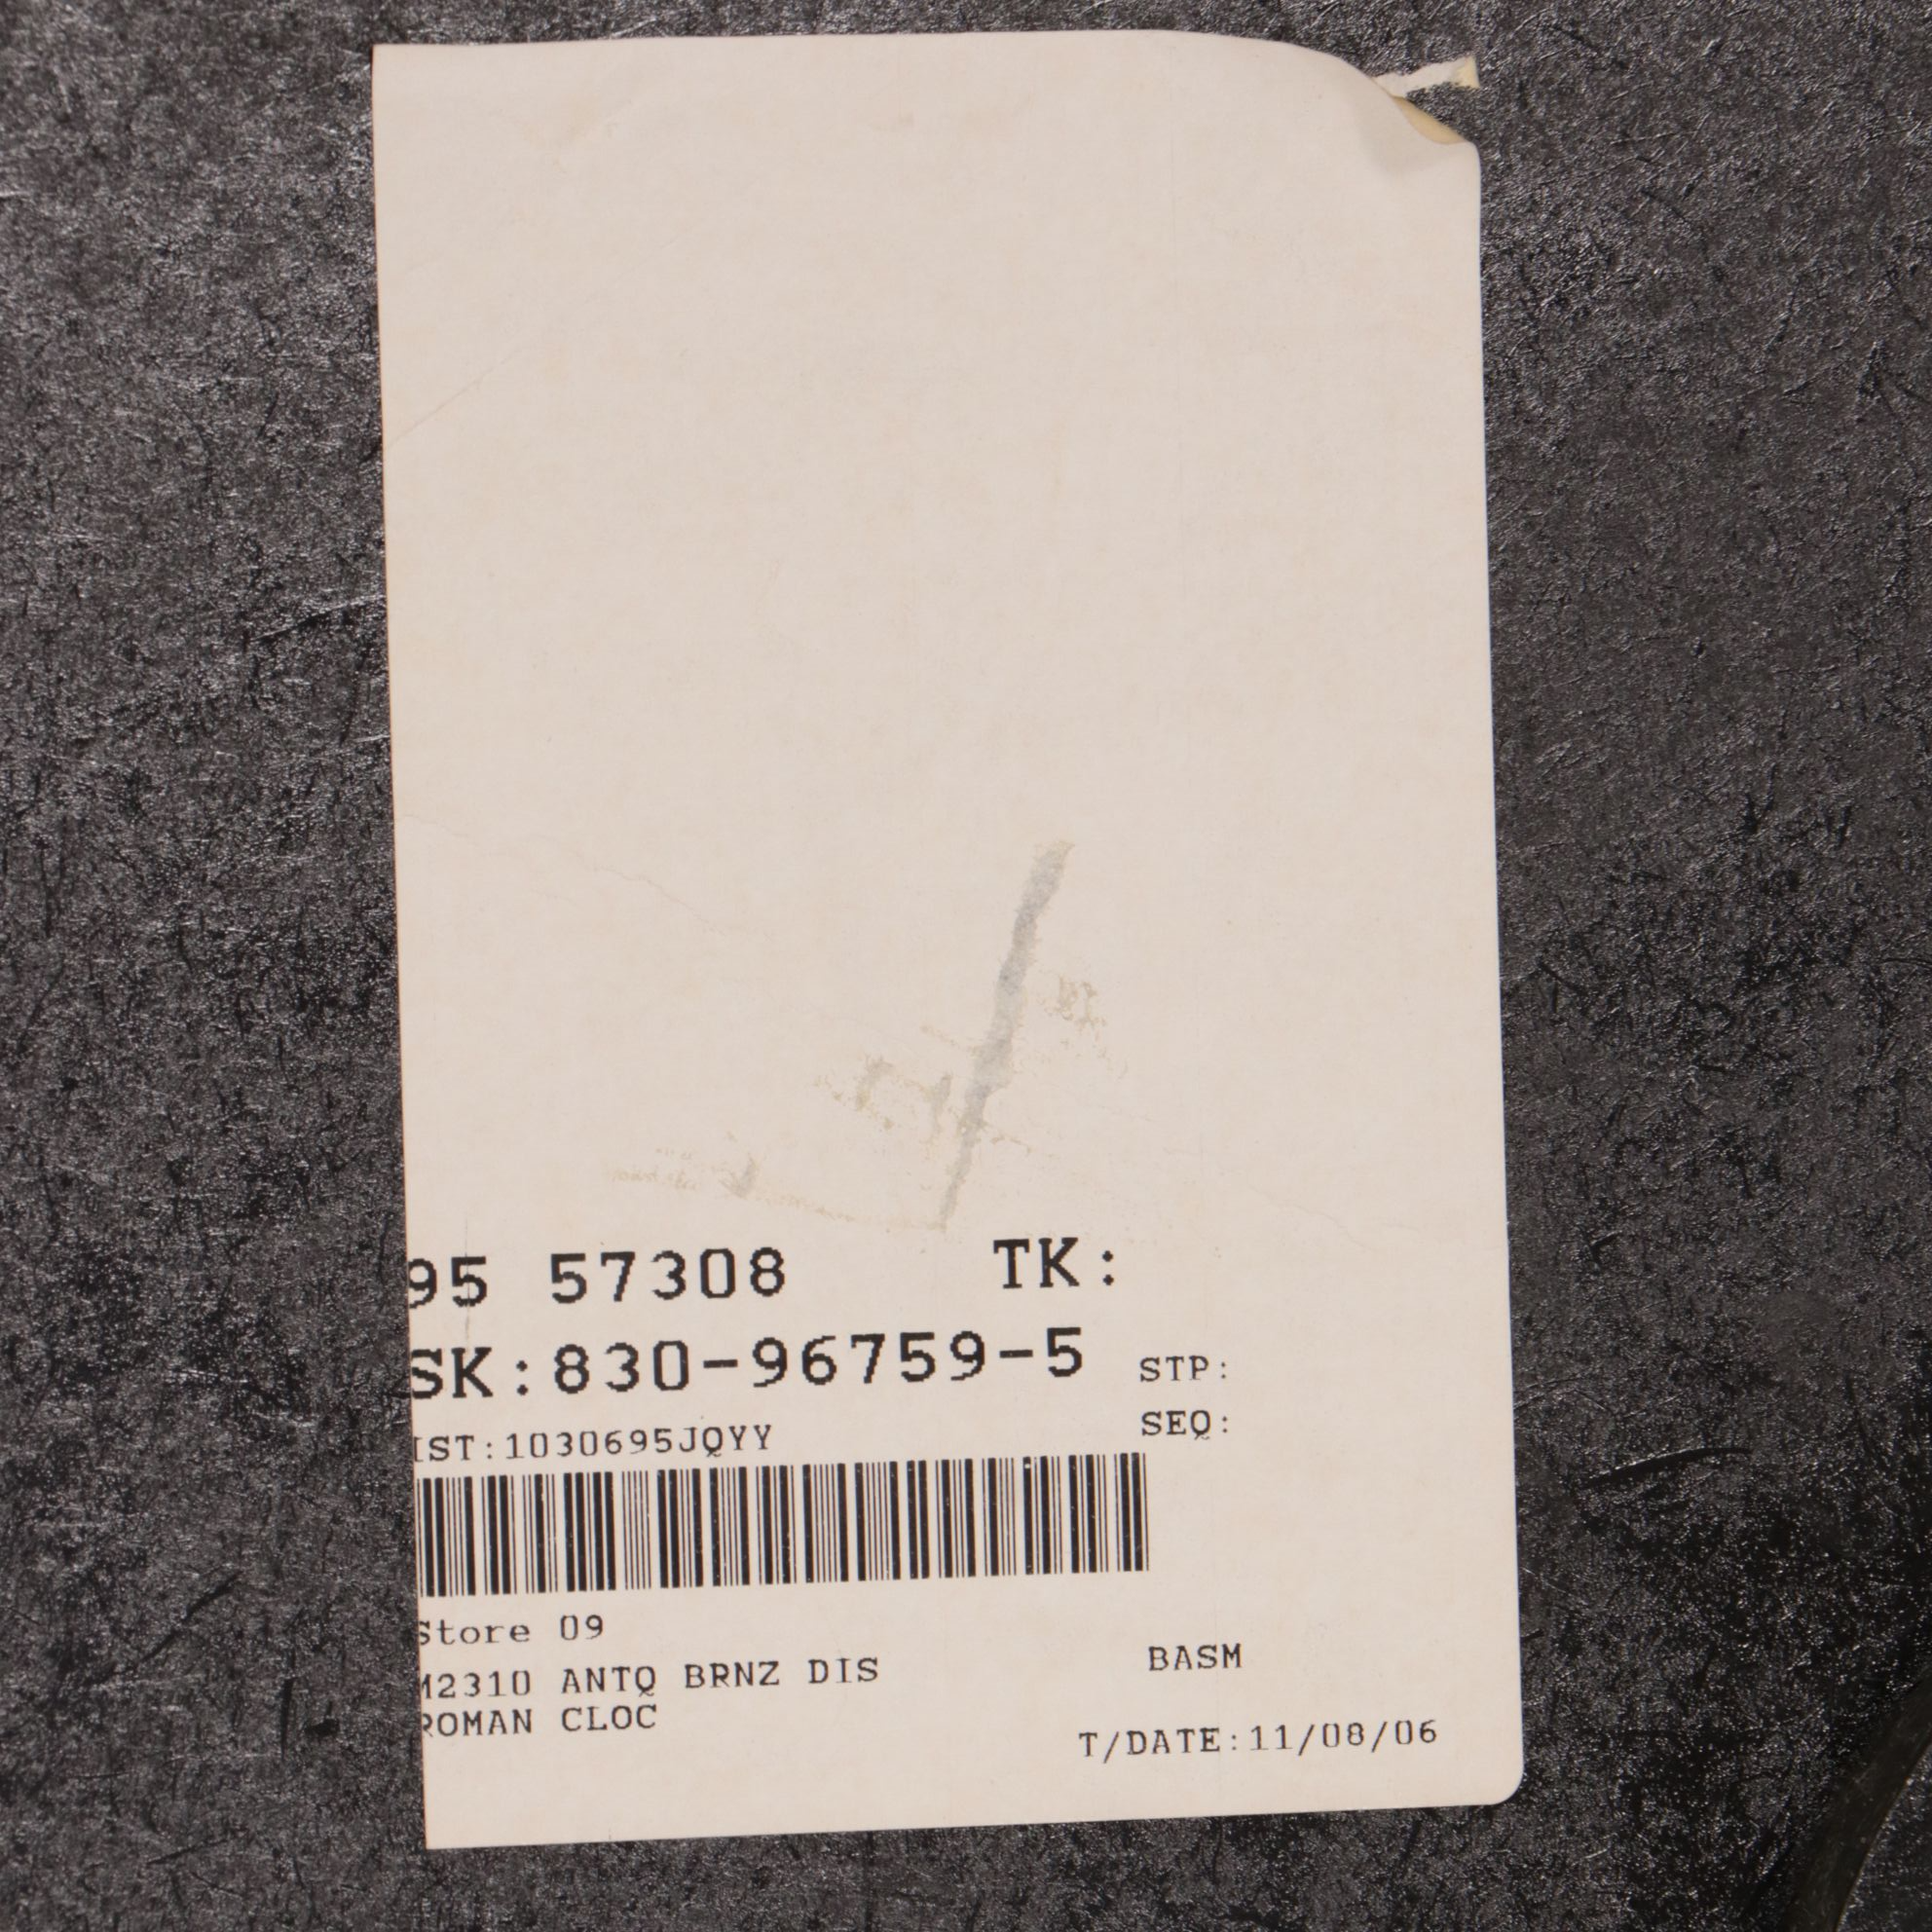 95 57308 TK:
SK:830-96759-5 STP:
SEQ:
IST:1030695JQYY
Store 09
M2310 ANTQ BRNZ DIS BASM
ROMAN CLOC
T/DATE:11/08/06